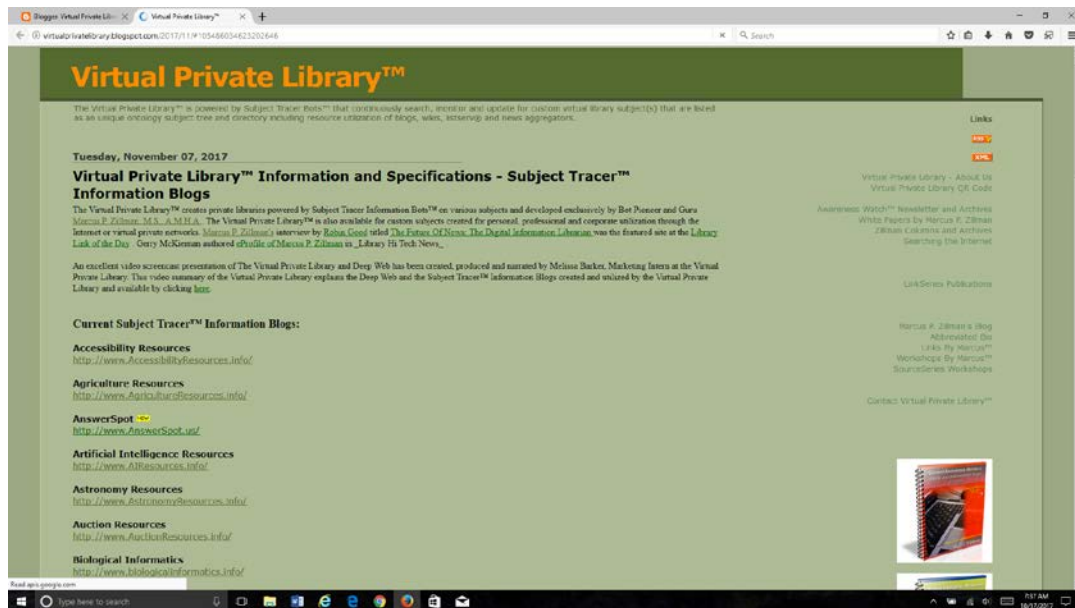 Blogger: Virtual Private Libr
Virtual Private Library™
virtualprivatelibrary.blogspot.com/2017/11/#105486034623202646
Search
Virtual Private Library™
The Virtual Private Library™ is powered by Subject Tracer Bots™ that continuously search, monitor and update for custom virtual library subject(s) that are listed
as an unique ontology subject tree and directory including resource utilization of blogs, wikis, listservs and news aggregators.
Tuesday, November 07, 2017
Virtual Private Library™ Information and Specifications - Subject Tracer™
Information Blogs
The Virtual Private Library™ creates private libraries powered by Subject Tracer Information Bots™ on various subjects and developed exclusively by Bot Pioneer and Guru
Marcus P. Zillman, M.S., A.M.H.A.. The Virtual Private Library™ is also available for custom subjects created for personal, professional and corporate utilization through the
Internet or virtual private networks. Marcus P. Zillman's interview by Robin Good titled The Future Of News: The Digital Information Librarian was the featured site at the Library
Link of the Day. Gerry McKiernan authored eProfile of Marcus P. Zillman in _Library Hi Tech News_.
An excellent video screencast presentation of The Virtual Private Library and Deep Web has been created, produced and narrated by Melissa Barker, Marketing Intern at the Virtual
Private Library. This video summary of the Virtual Private Library explains the Deep Web and the Subject Tracer™ Information Blogs created and utilized by the Virtual Private
Library and available by clicking here.
Current Subject Tracer™ Information Blogs:
Accessibility Resources
http://www.AccessibilityResources.info/
Agriculture Resources
http://www.AgricultureResources.info/
AnswerSpot NEW
http://www.AnswerSpot.us/
Artificial Intelligence Resources
http://www.AIResources.info/
Astronomy Resources
http://www.AstronomyResources.info/
Auction Resources
http://www.AuctionResources.info/
Biological Informatics
http://www.biologicalinformatics.info/
Links
RSS
XML
Virtual Private Library - About Us
Virtual Private Library QR Code
Awareness Watch™ Newsletter and Archives
White Papers by Marcus P. Zillman
Zillman Columns and Archives
Searching the Internet
LinkSeries Publications
Marcus P. Zillman's Blog
Abbreviated Bio
Links By Marcus™
Workshops By Marcus™
SourceSeries Workshops
Contact Virtual Private Library™
Read apis.google.com
Type here to search
7:57 AM
10/17/2017